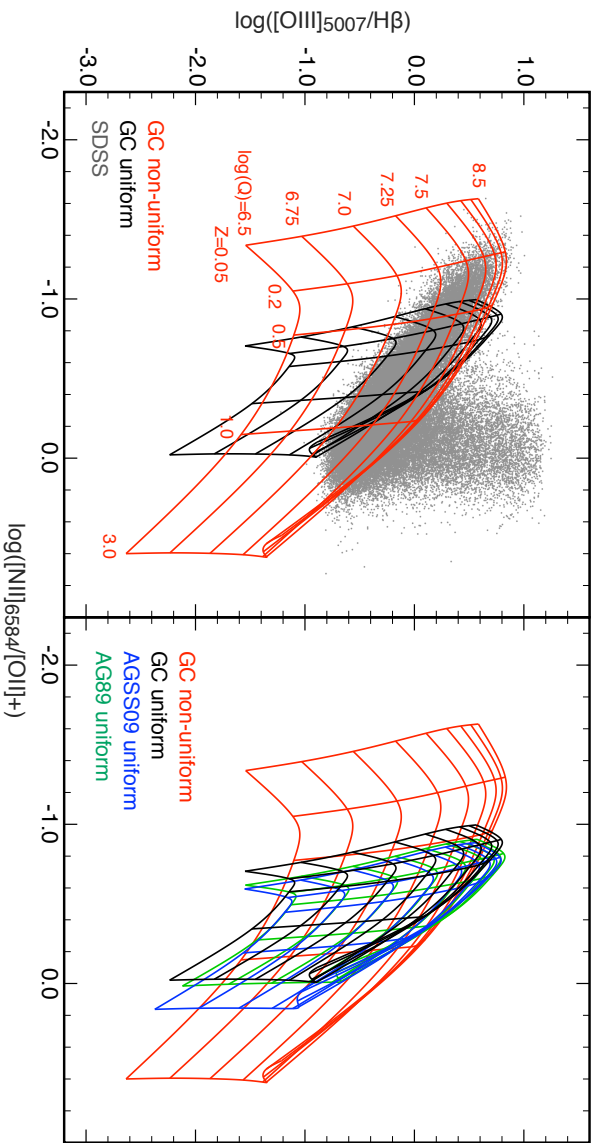 log([OIII]5007/Hβ)
1.0
0.0
-1.0
-2.0
-3.0
8.5
7.5
7.25
7.0
6.75
log(Q)=6.5
Z=0.05
0.2
0.5
1.0
3.0
GC non-uniform
GC uniform
SDSS
-2.0
-1.0
0.0
GC non-uniform
GC uniform
AGSS09 uniform
AG89 uniform
-2.0
-1.0
0.0
log([NII]6584/[OII]+)